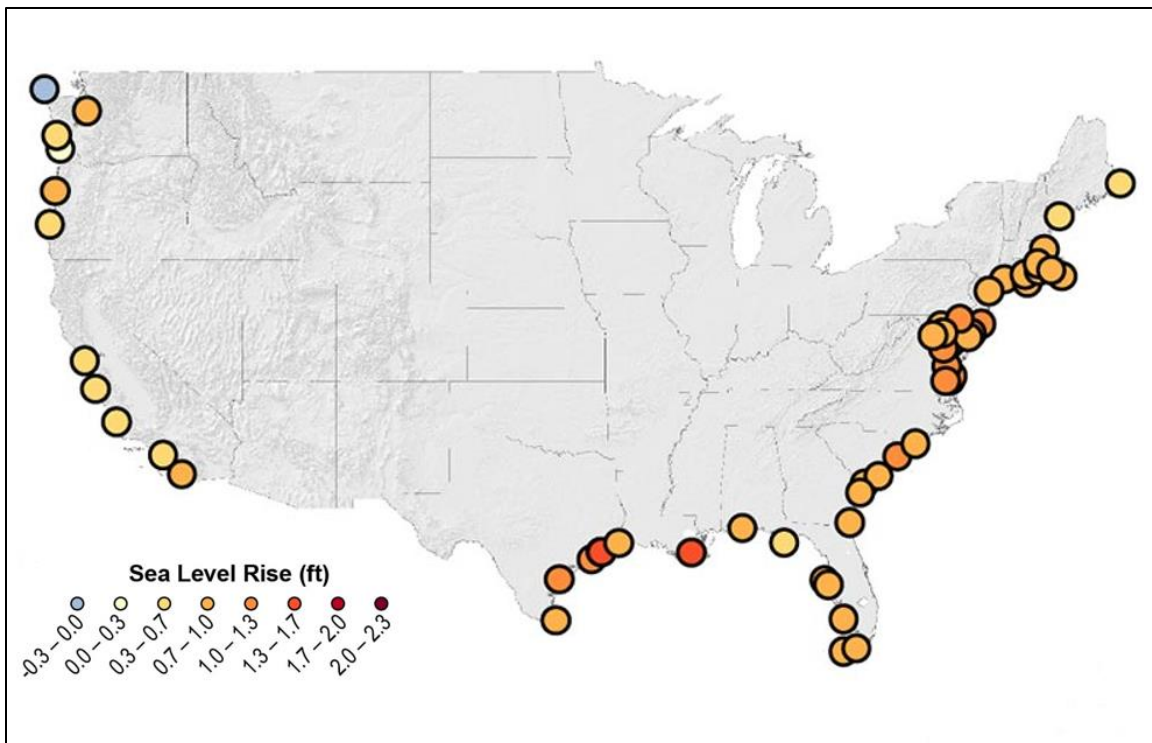 Sea Level Rise (ft)
-0.3 – 0.0
0.0 – 0.3
0.3 – 0.7
0.7 – 1.0
1.0 – 1.3
1.3 – 1.7
1.7 – 2.0
2.0 – 2.3